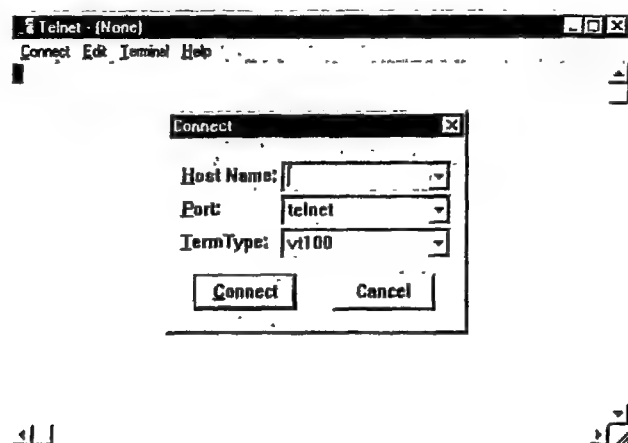 Telnet - (None)
Connect Edit Terminal Help
Connect
Host Name:
Port: telnet
TermType: vt100
Connect Cancel